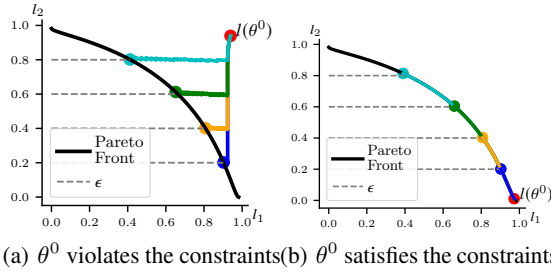 l₂
l(θ⁰)
1.0
0.8
0.6
0.4
0.2
0.0
Pareto
Front
ϵ
0.0 0.2 0.4 0.6 0.8 1.0
l₁
(a) θ⁰ violates the constraints
l₂
1.0
0.8
0.6
0.4
0.2
0.0
Pareto
Front
ϵ
l(θ⁰)
0.0 0.2 0.4 0.6 0.8 1.0
l₁
(b) θ⁰ satisfies the constraints